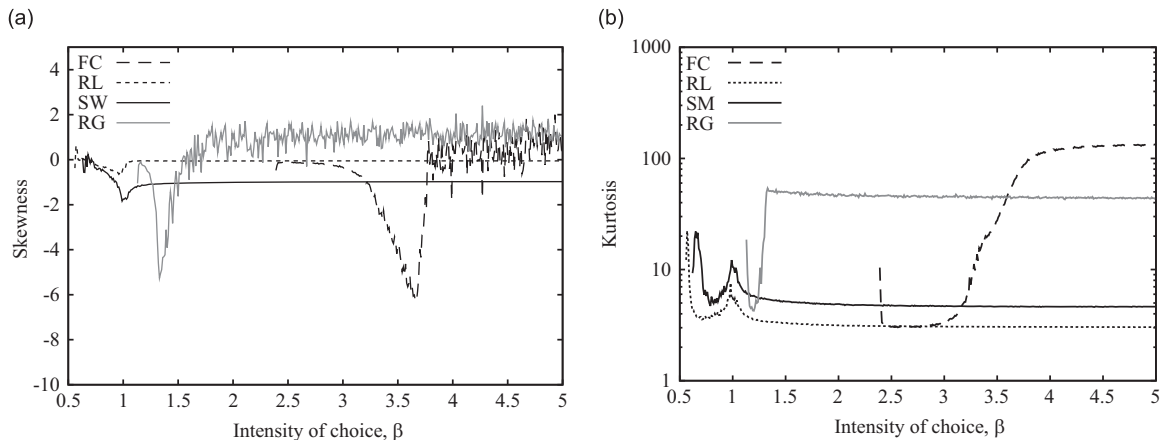 (a)
4
2
0
-2
-4
-6
-8
-10
Skewness
FC
RL
SW
RG
0.5 1 1.5 2 2.5 3 3.5 4 4.5 5
Intensity of choice, β
(b)
1000
100
10
1
Kurtosis
FC
RL
SM
RG
0.5 1 1.5 2 2.5 3 3.5 4 4.5 5
Intensity of choice, β